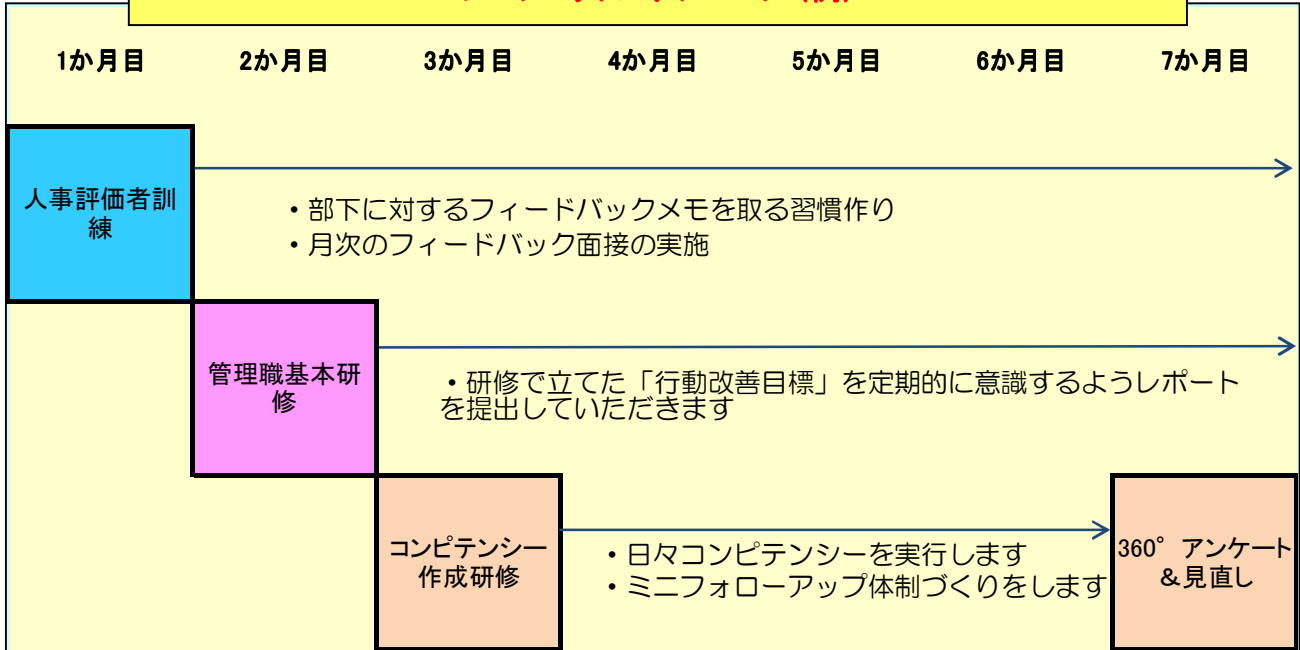 1か月目 2か月目 3か月目 4か月目 5か月目 6か月目 7か月目
人事評価者訓
練
・部下に対するフィードバックメモを取る習慣作り
・月次のフィードバック面接の実施
管理職基本研
修
・研修で立てた「行動改善目標」を定期的に意識するようレポート
を提出していただきます
コンピテンシー
作成研修
・日々コンピテンシーを実行します
・ミニフォローアップ体制づくりをします
360°アンケート
＆見直し